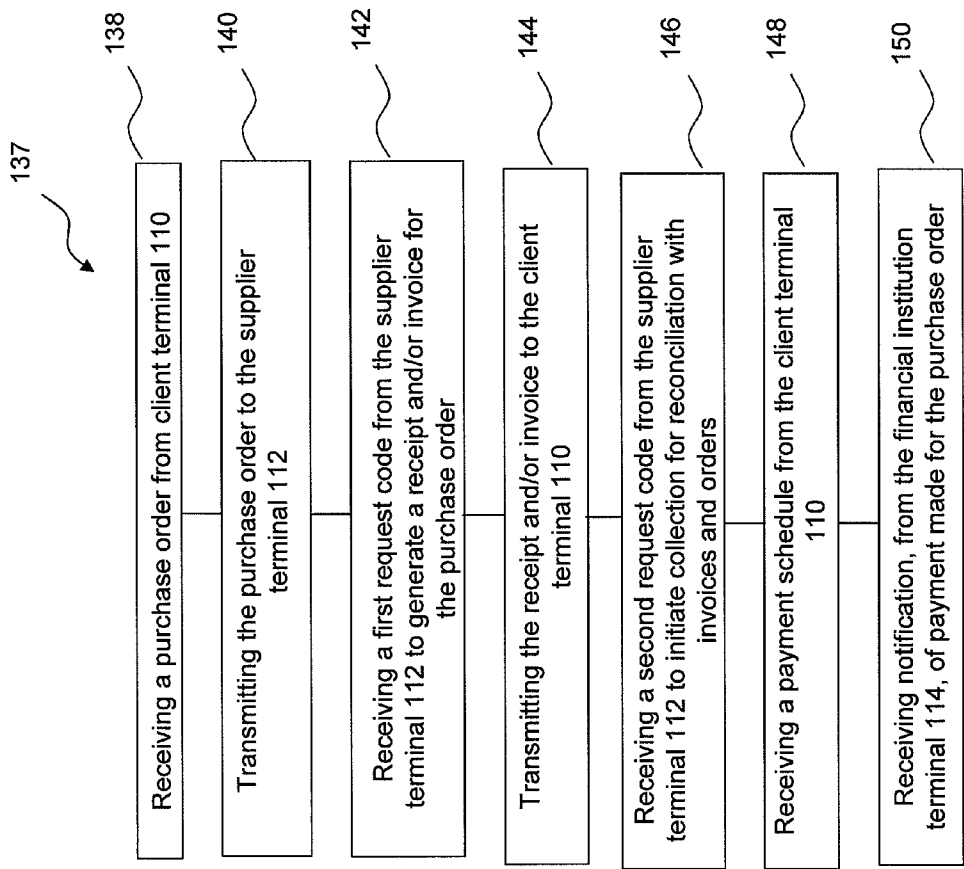 137
Receiving a purchase order from client terminal 110
138
Transmitting the purchase order to the supplier
terminal 112
140
Receiving a first request code from the supplier
terminal 112 to generate a receipt and/or invoice for
the purchase order
142
Transmitting the receipt and/or invoice to the client
terminal 110
144
Receiving a second request code from the supplier
terminal 112 to initiate collection for reconciliation with
invoices and orders
146
Receiving a payment schedule from the client terminal
110
148
Receiving notification, from the financial institution
terminal 114, of payment made for the purchase order
150